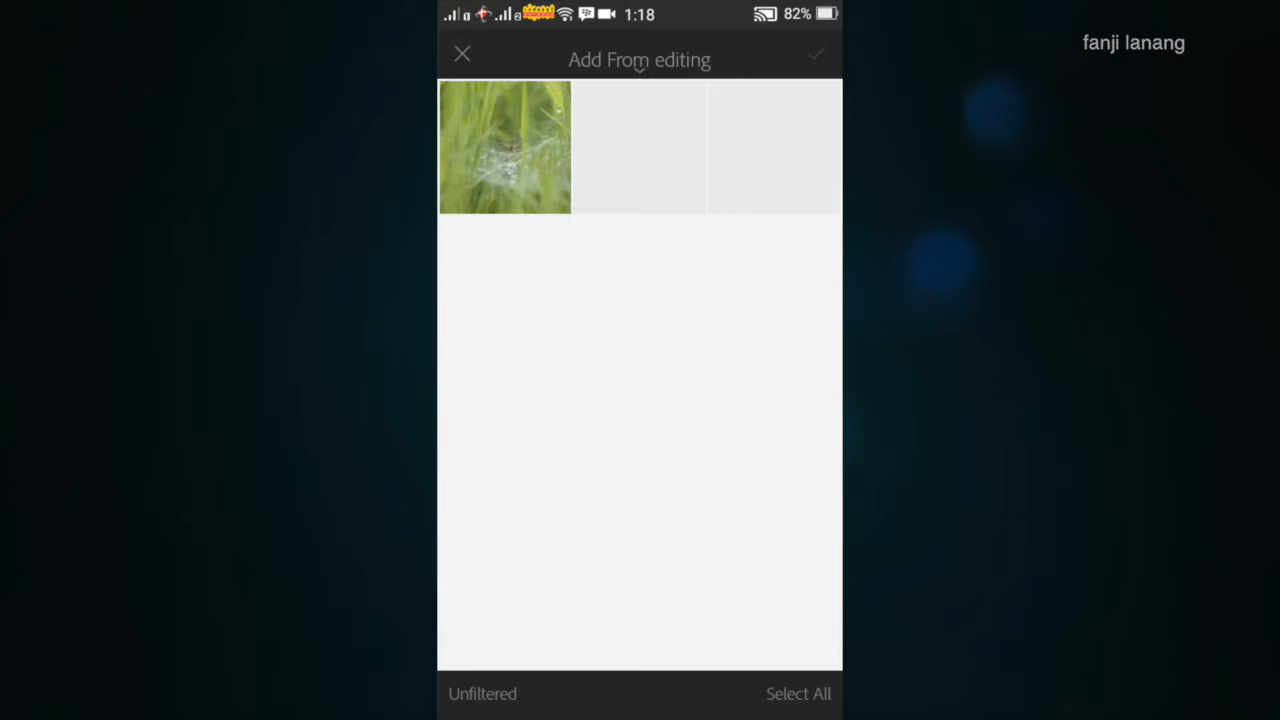 1:18
82%
fanji lanang
Add From editing
Unfiltered
Select All